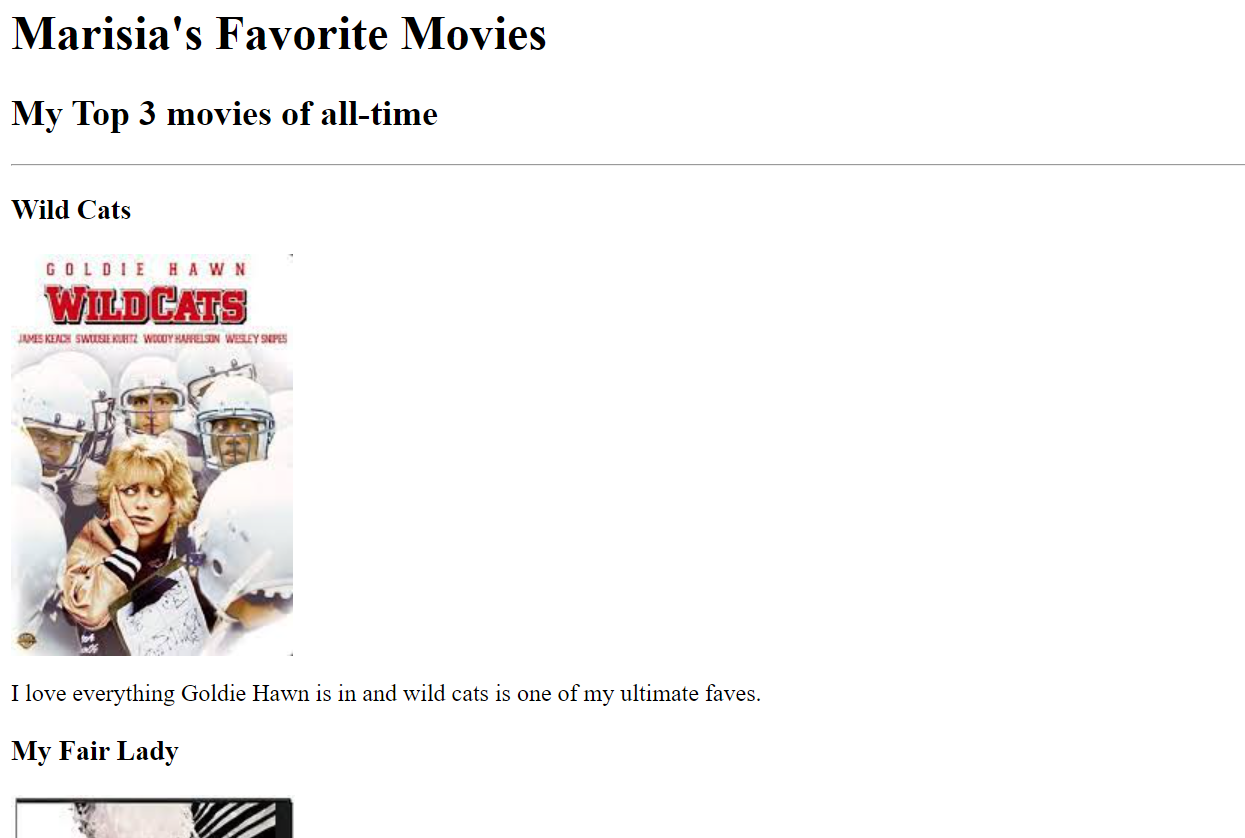 Marisia's Favorite Movies
My Top 3 movies of all-time
Wild Cats
GOLDIE HAWN
WILDCATS
JAMES KEACH SWOOSIE KURTZ WOODY HARRELSON WESLEY SNIPES
I love everything Goldie Hawn is in and wild cats is one of my ultimate faves.
My Fair Lady